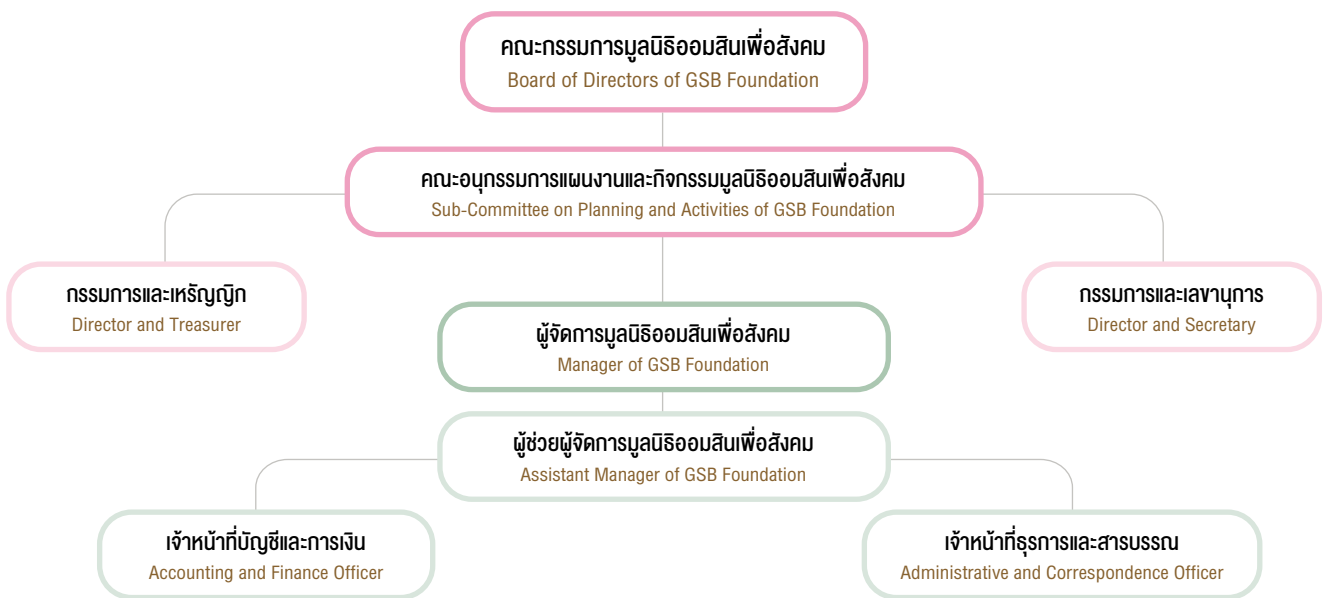 คณะกรรมการมูลนิธิออมสินเพื่อสังคม
Board of Directors of GSB Foundation
คณะอนุกรรมการแผนงานและกิจกรรมมูลนิธิออมสินเพื่อสังคม
Sub-Committee on Planning and Activities of GSB Foundation
กรรมการและเหรัญญิก
Director and Treasurer
กรรมการและเลขานุการ
Director and Secretary
ผู้จัดการมูลนิธิออมสินเพื่อสังคม
Manager of GSB Foundation
ผู้ช่วยผู้จัดการมูลนิธิออมสินเพื่อสังคม
Assistant Manager of GSB Foundation
เจ้าหน้าที่บัญชีและการเงิน
Accounting and Finance Officer
เจ้าหน้าที่ธุรการและสารบรรณ
Administrative and Correspondence Officer